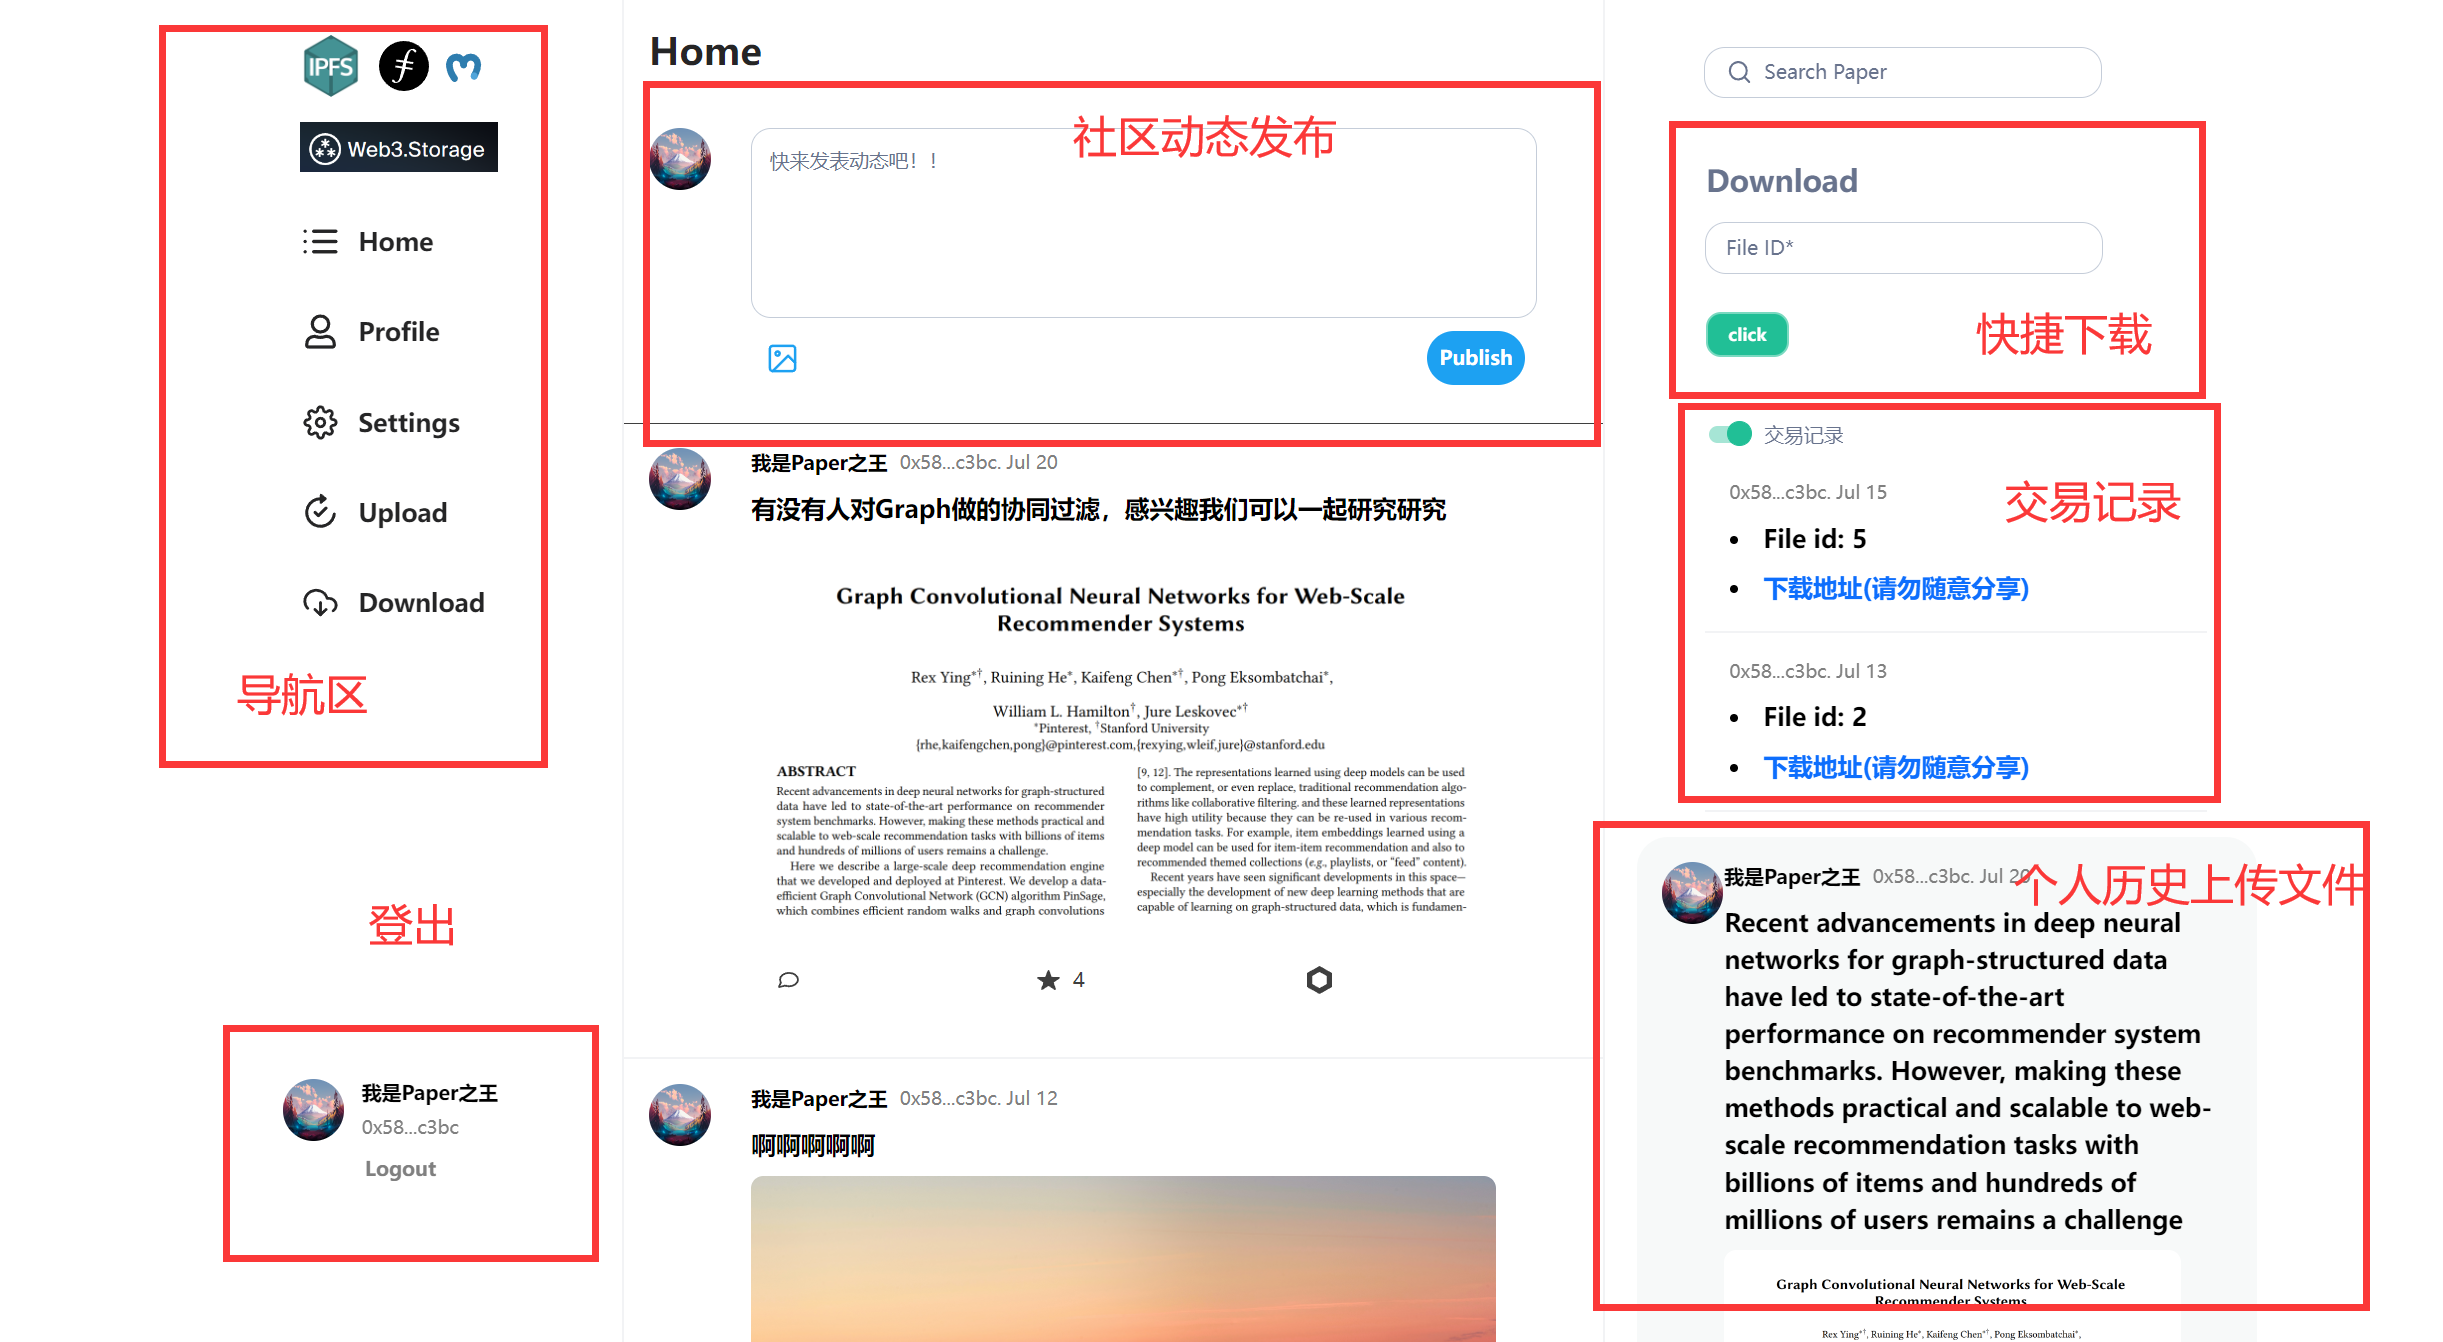 IPFS
Web3.Storage
Home
Profile
Settings
Upload
Download
导航区
登出
我是Paper之王
0x58...c3bc
Logout
Home
社区动态发布
快来发表动态吧！！
Publish
我是Paper之王 0x58...c3bc. Jul 20
有没有人对Graph做的协同过滤，感兴趣我们可以一起研究研究
Graph Convolutional Neural Networks for Web-Scale
Recommender Systems
Rex Ying*†, Ruining He*, Kaifeng Chen*†, Pong Eksombatchai*,
William L. Hamilton†, Jure Leskovec*†
*Pinterest, †Stanford University
{rhe,kaifengchen,pong}@pinterest.com,{rexying,wleif,jure}@stanford.edu
ABSTRACT
Recent advancements in deep neural networks for graph-structured
data have led to state-of-the-art performance on recommender
system benchmarks. However, making these methods practical and
scalable to web-scale recommendation tasks with billions of items
and hundreds of millions of users remains a challenge.
Here we describe a large-scale deep recommendation engine
that we developed and deployed at Pinterest. We develop a data-
efficient Graph Convolutional Network (GCN) algorithm PinSage,
which combines efficient random walks and graph convolutions
[9, 12]. The representations learned using deep models can be used
to complement, or even replace, traditional recommendation algo-
rithms like collaborative filtering. and these learned representations
have high utility because they can be re-used in various recom-
mendation tasks. For example, item embeddings learned using a
deep model can be used for item-item recommendation and also to
recommended themed collections (e.g., playlists, or “feed” content).
Recent years have seen significant developments in this space—
especially the development of new deep learning methods that are
capable of learning on graph-structured data, which is fundamen-
4
我是Paper之王 0x58...c3bc. Jul 12
啊啊啊啊啊
Search Paper
Download
File ID*
click
快捷下载
交易记录
交易记录
0x58...c3bc. Jul 15
File id: 5
下载地址(请勿随意分享)
0x58...c3bc. Jul 13
File id: 2
下载地址(请勿随意分享)
个人历史上传文件
我是Paper之王 0x58...c3bc. Jul 20
Recent advancements in deep neural
networks for graph-structured data
have led to state-of-the-art
performance on recommender system
benchmarks. However, making these
methods practical and scalable to web-
scale recommendation tasks with
billions of items and hundreds of
millions of users remains a challenge
Graph Convolutional Neural Networks for Web-Scale
Recommender Systems
Rex Ying*†, Ruining He*, Kaifeng Chen*†, Pong Eksombatchai*,